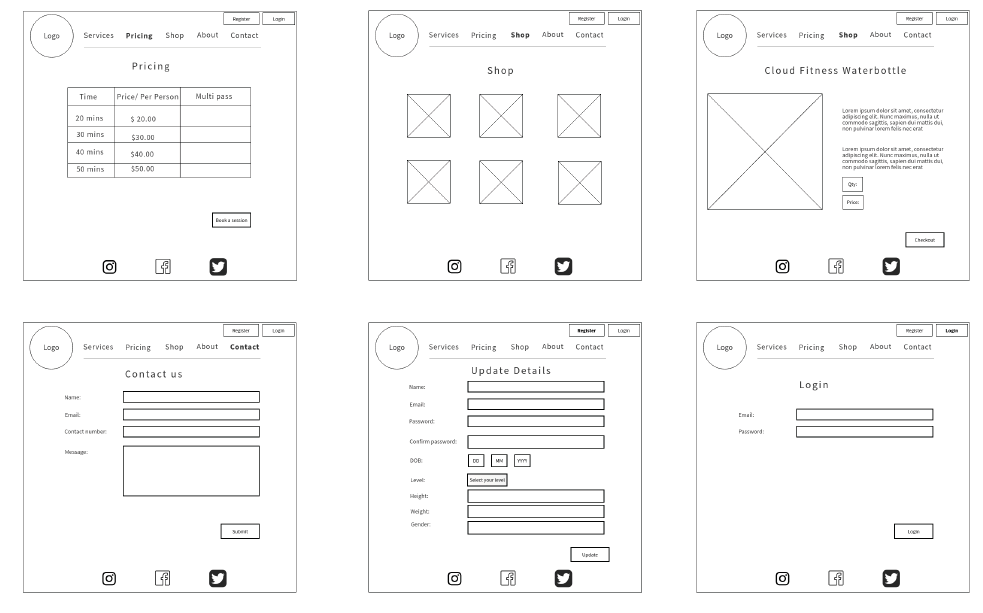 Register Login
Logo Services Pricing Shop About Contact
Pricing
Time Price/ Per Person Multi pass
20 mins $ 20.00
30 mins $30.00
40 mins $40.00
50 mins $50.00
Book a session
Register Login
Logo Services Pricing Shop About Contact
Shop
Register Login
Logo Services Pricing Shop About Contact
Cloud Fitness Waterbottle
Lorem ipsum dolor sit amet, consectetur
adipiscing elit. Nunc maximus, nulla ut
commodo sagittis, sapien dui mattis dui,
non pulvinar lorem felis nec erat
Lorem ipsum dolor sit amet, consectetur
adipiscing elit. Nunc maximus, nulla ut
commodo sagittis, sapien dui mattis dui,
non pulvinar lorem felis nec erat
Qty:
Price:
Checkout
Register Login
Logo Services Pricing Shop About Contact
Contact us
Name:
Email:
Contact number:
Message:
Submit
Register Login
Logo Services Pricing Shop About Contact
Update Details
Name:
Email:
Password:
Confirm password:
DOB: DD MM YYYY
Level: Select your level
Height:
Weight:
Gender:
Update
Register Login
Logo Services Pricing Shop About Contact
Login
Email:
Password:
Login